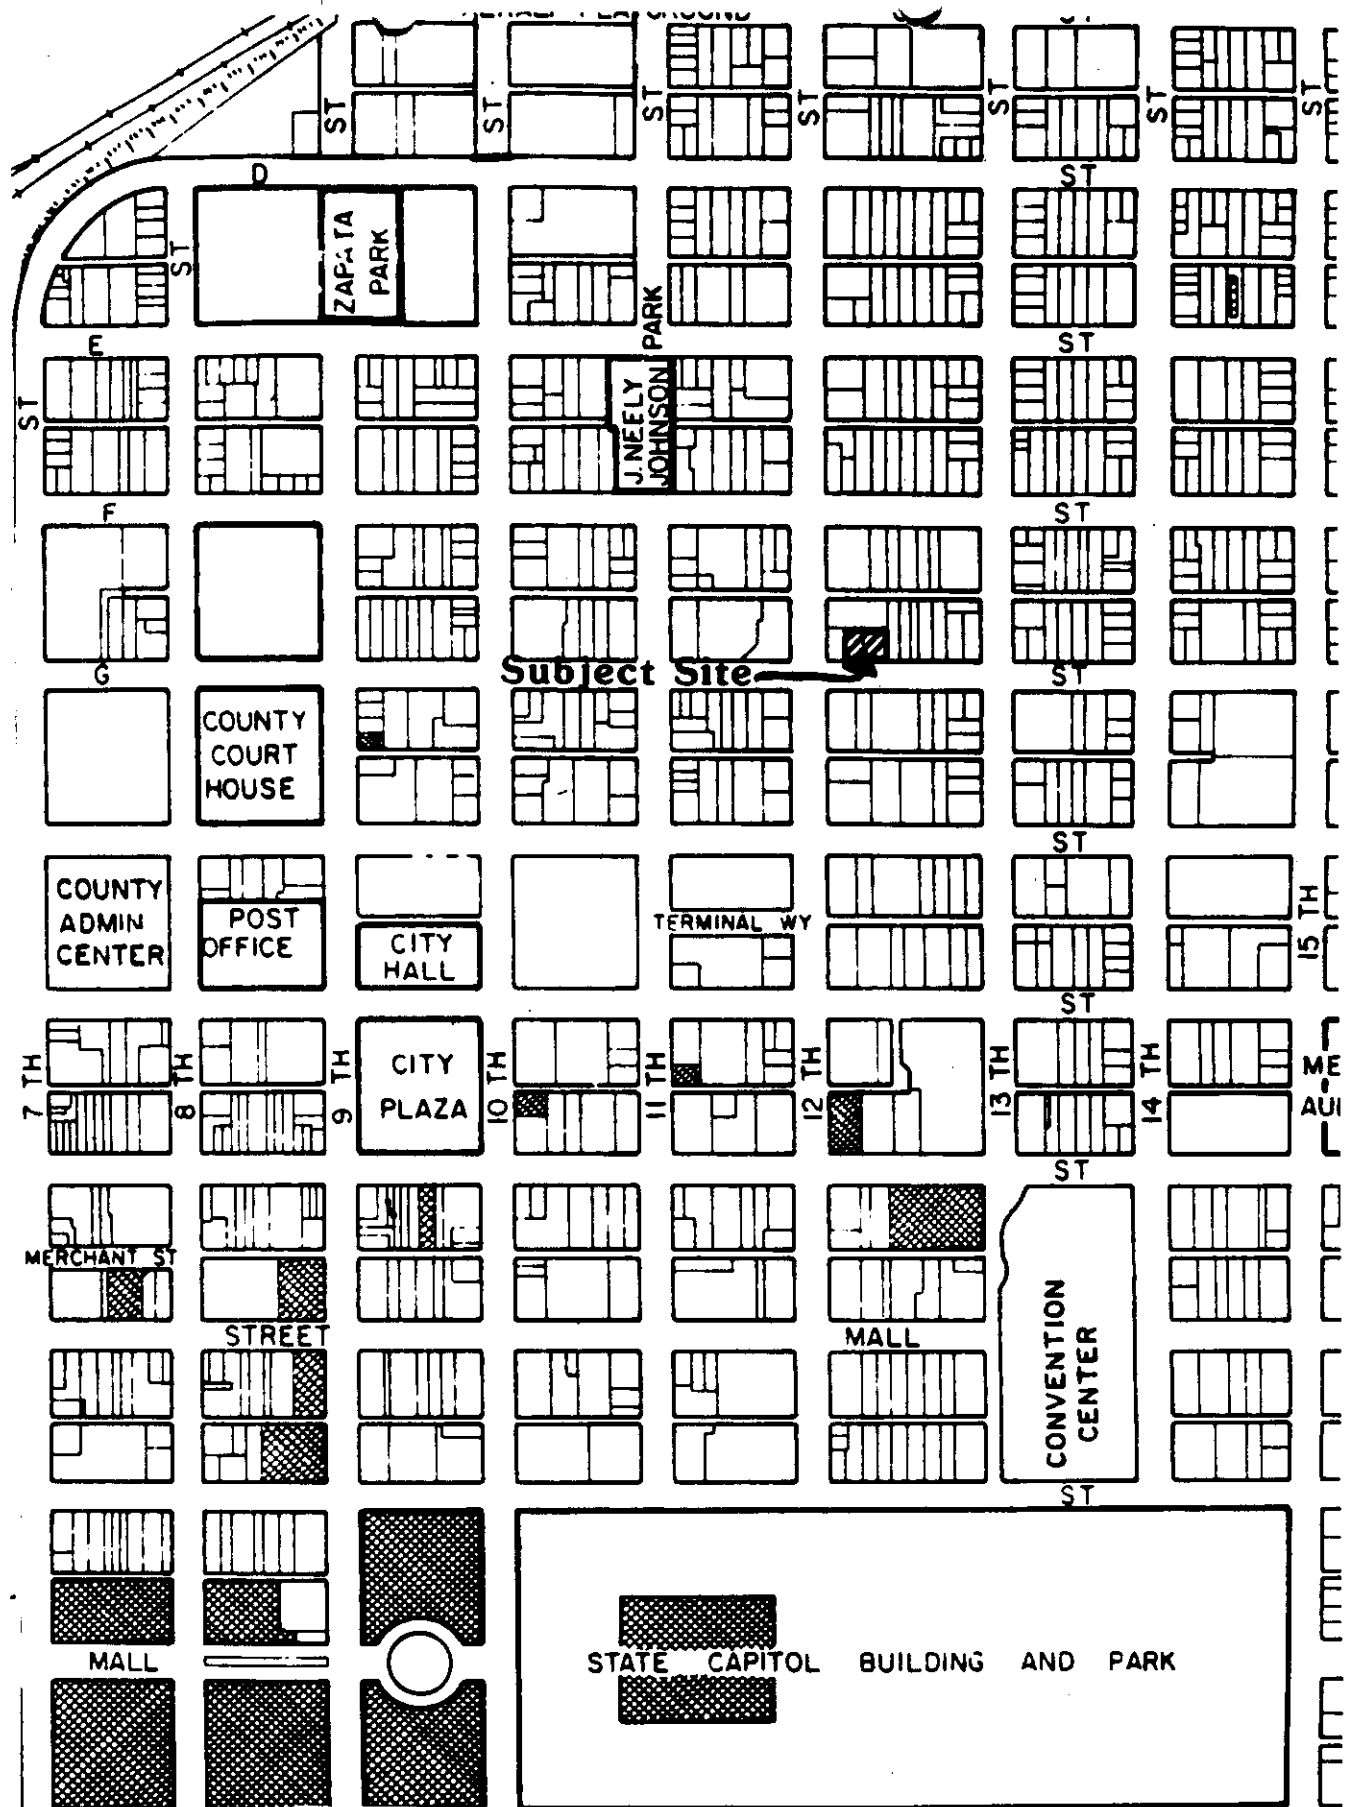 ST ST ST ST ST ST ST
D ST
ST
ZAPATA
PARK
E PARK ST
ST
J. NEELY
JOHNSON
F ST
Subject Site
G ST
COUNTY
COURT
HOUSE
ST
COUNTY
ADMIN
CENTER
POST
OFFICE
CITY
HALL
TERMINAL WY
15 TH
ST
CITY
PLAZA
7 TH
8 TH
9 TH
10 TH
11 TH
12 TH
13 TH
14 TH
ME
AUI
ST
MERCHANT ST
STREET MALL
CONVENTION
CENTER
ST
MALL
STATE CAPITOL BUILDING AND PARK